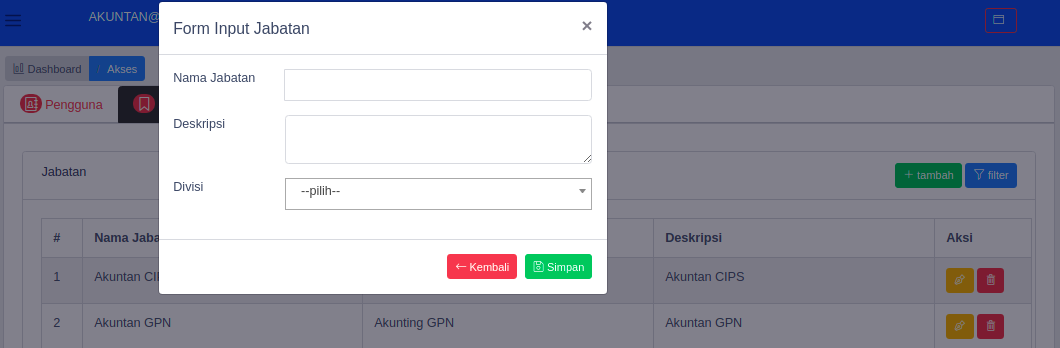 AKUNTAN@
Form Input Jabatan
×
Dashboard
Akses
Pengguna
Nama Jabatan
Deskripsi
Divisi
--pilih--
Kembali
Simpan
Jabatan
tambah
filter
# Nama Jaba Deskripsi Aksi
1 Akuntan CI Akuntan CIPS
2 Akuntan GPN Akunting GPN Akuntan GPN